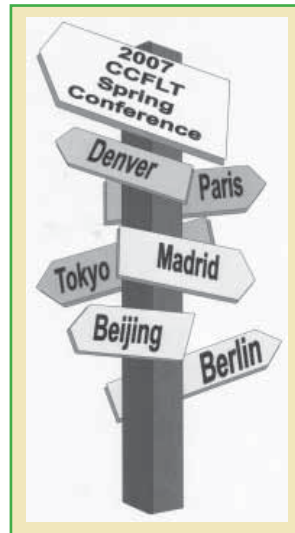 2007
CCFLT
Spring
Conference
Denver
Paris
Madrid
Tokyo
Beijing
Berlin